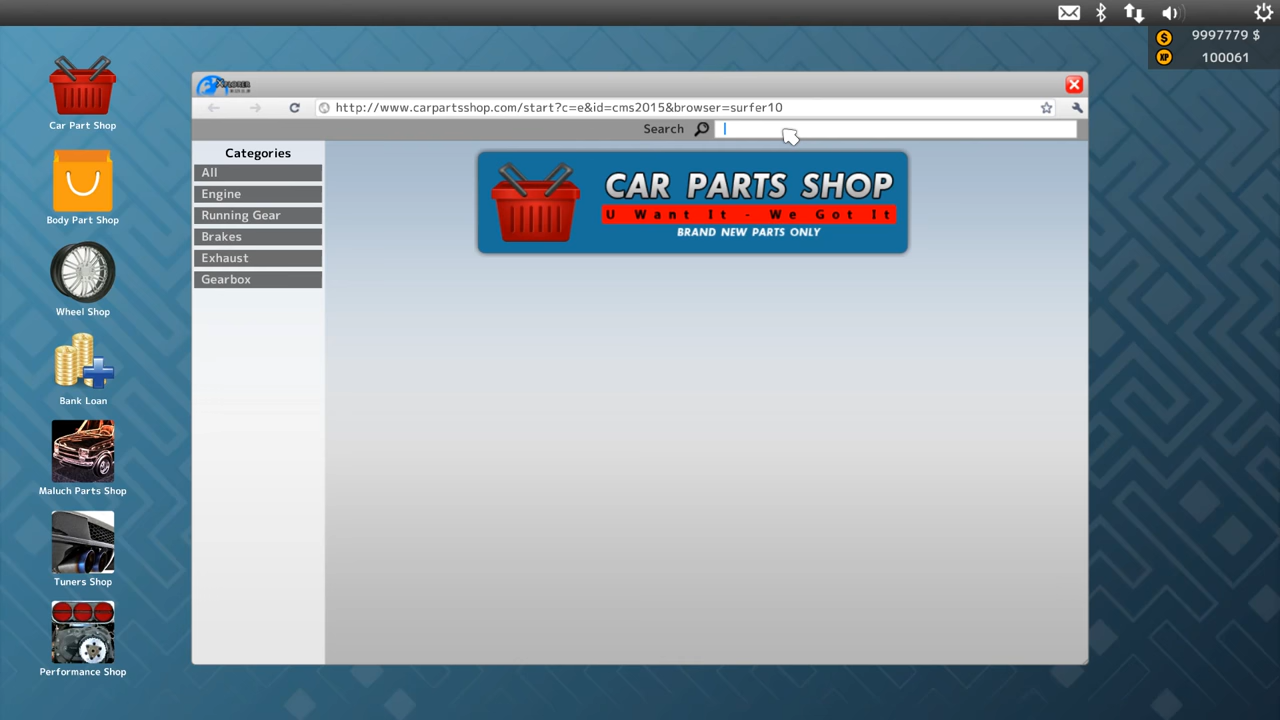 9997779 $
100061
Car Part Shop
Body Part Shop
Wheel Shop
Bank Loan
Maluch Parts Shop
Tuners Shop
Performance Shop
XPLORER
http://www.carpartsshop.com/start?c=e&id=cms2015&browser=surfer10
Search
Categories
All
Engine
Running Gear
Brakes
Exhaust
Gearbox
CAR PARTS SHOP
U Want It - We Got It
BRAND NEW PARTS ONLY